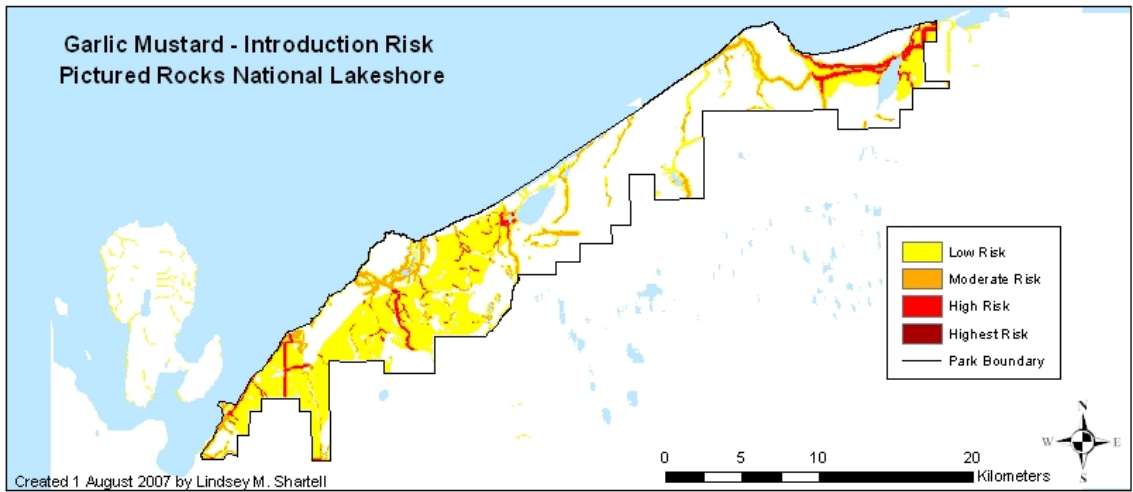 Garlic Mustard - Introduction Risk
Pictured Rocks National Lakeshore
Low Risk
Moderate Risk
High Risk
Highest Risk
Park Boundary
N
W E
S
0 5 10 20
Kilometers
Created 1 August 2007 by Lindsey M. Shartell